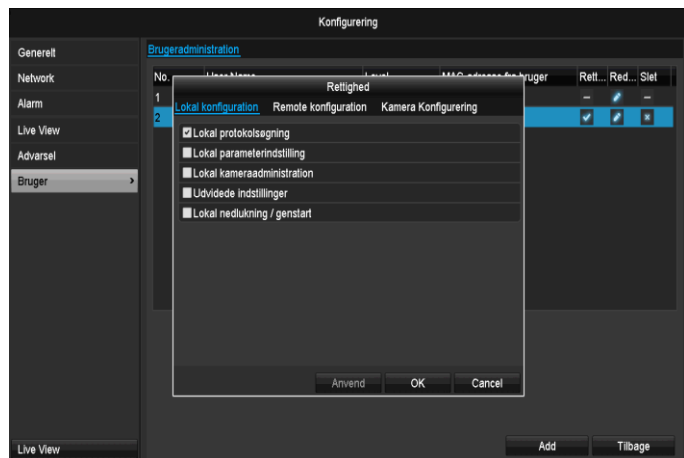 Konfigurering
Generelt
Network
Alarm
Live View
Advarsel
Bruger
Live View
Brugeradministration
No. bruger Rett... Red... Slet
1
2
Rettighed
Lokal konfiguration Remote konfiguration Kamera Konfigurering
Lokal protokolsøgning
Lokal parameterindstilling
Lokal kameraadministration
Udvidede indstillinger
Lokal nedlukning / genstart
Anvend OK Cancel
Add Tilbage